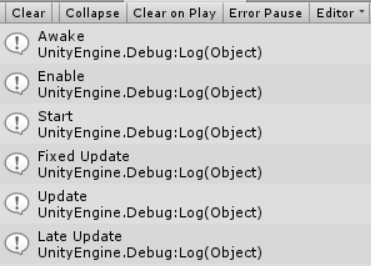 Clear Collapse Clear on Play Error Pause Editor
Awake
UnityEngine.Debug:Log(Object)
Enable
UnityEngine.Debug:Log(Object)
Start
UnityEngine.Debug:Log(Object)
Fixed Update
UnityEngine.Debug:Log(Object)
Update
UnityEngine.Debug:Log(Object)
Late Update
UnityEngine.Debug:Log(Object)